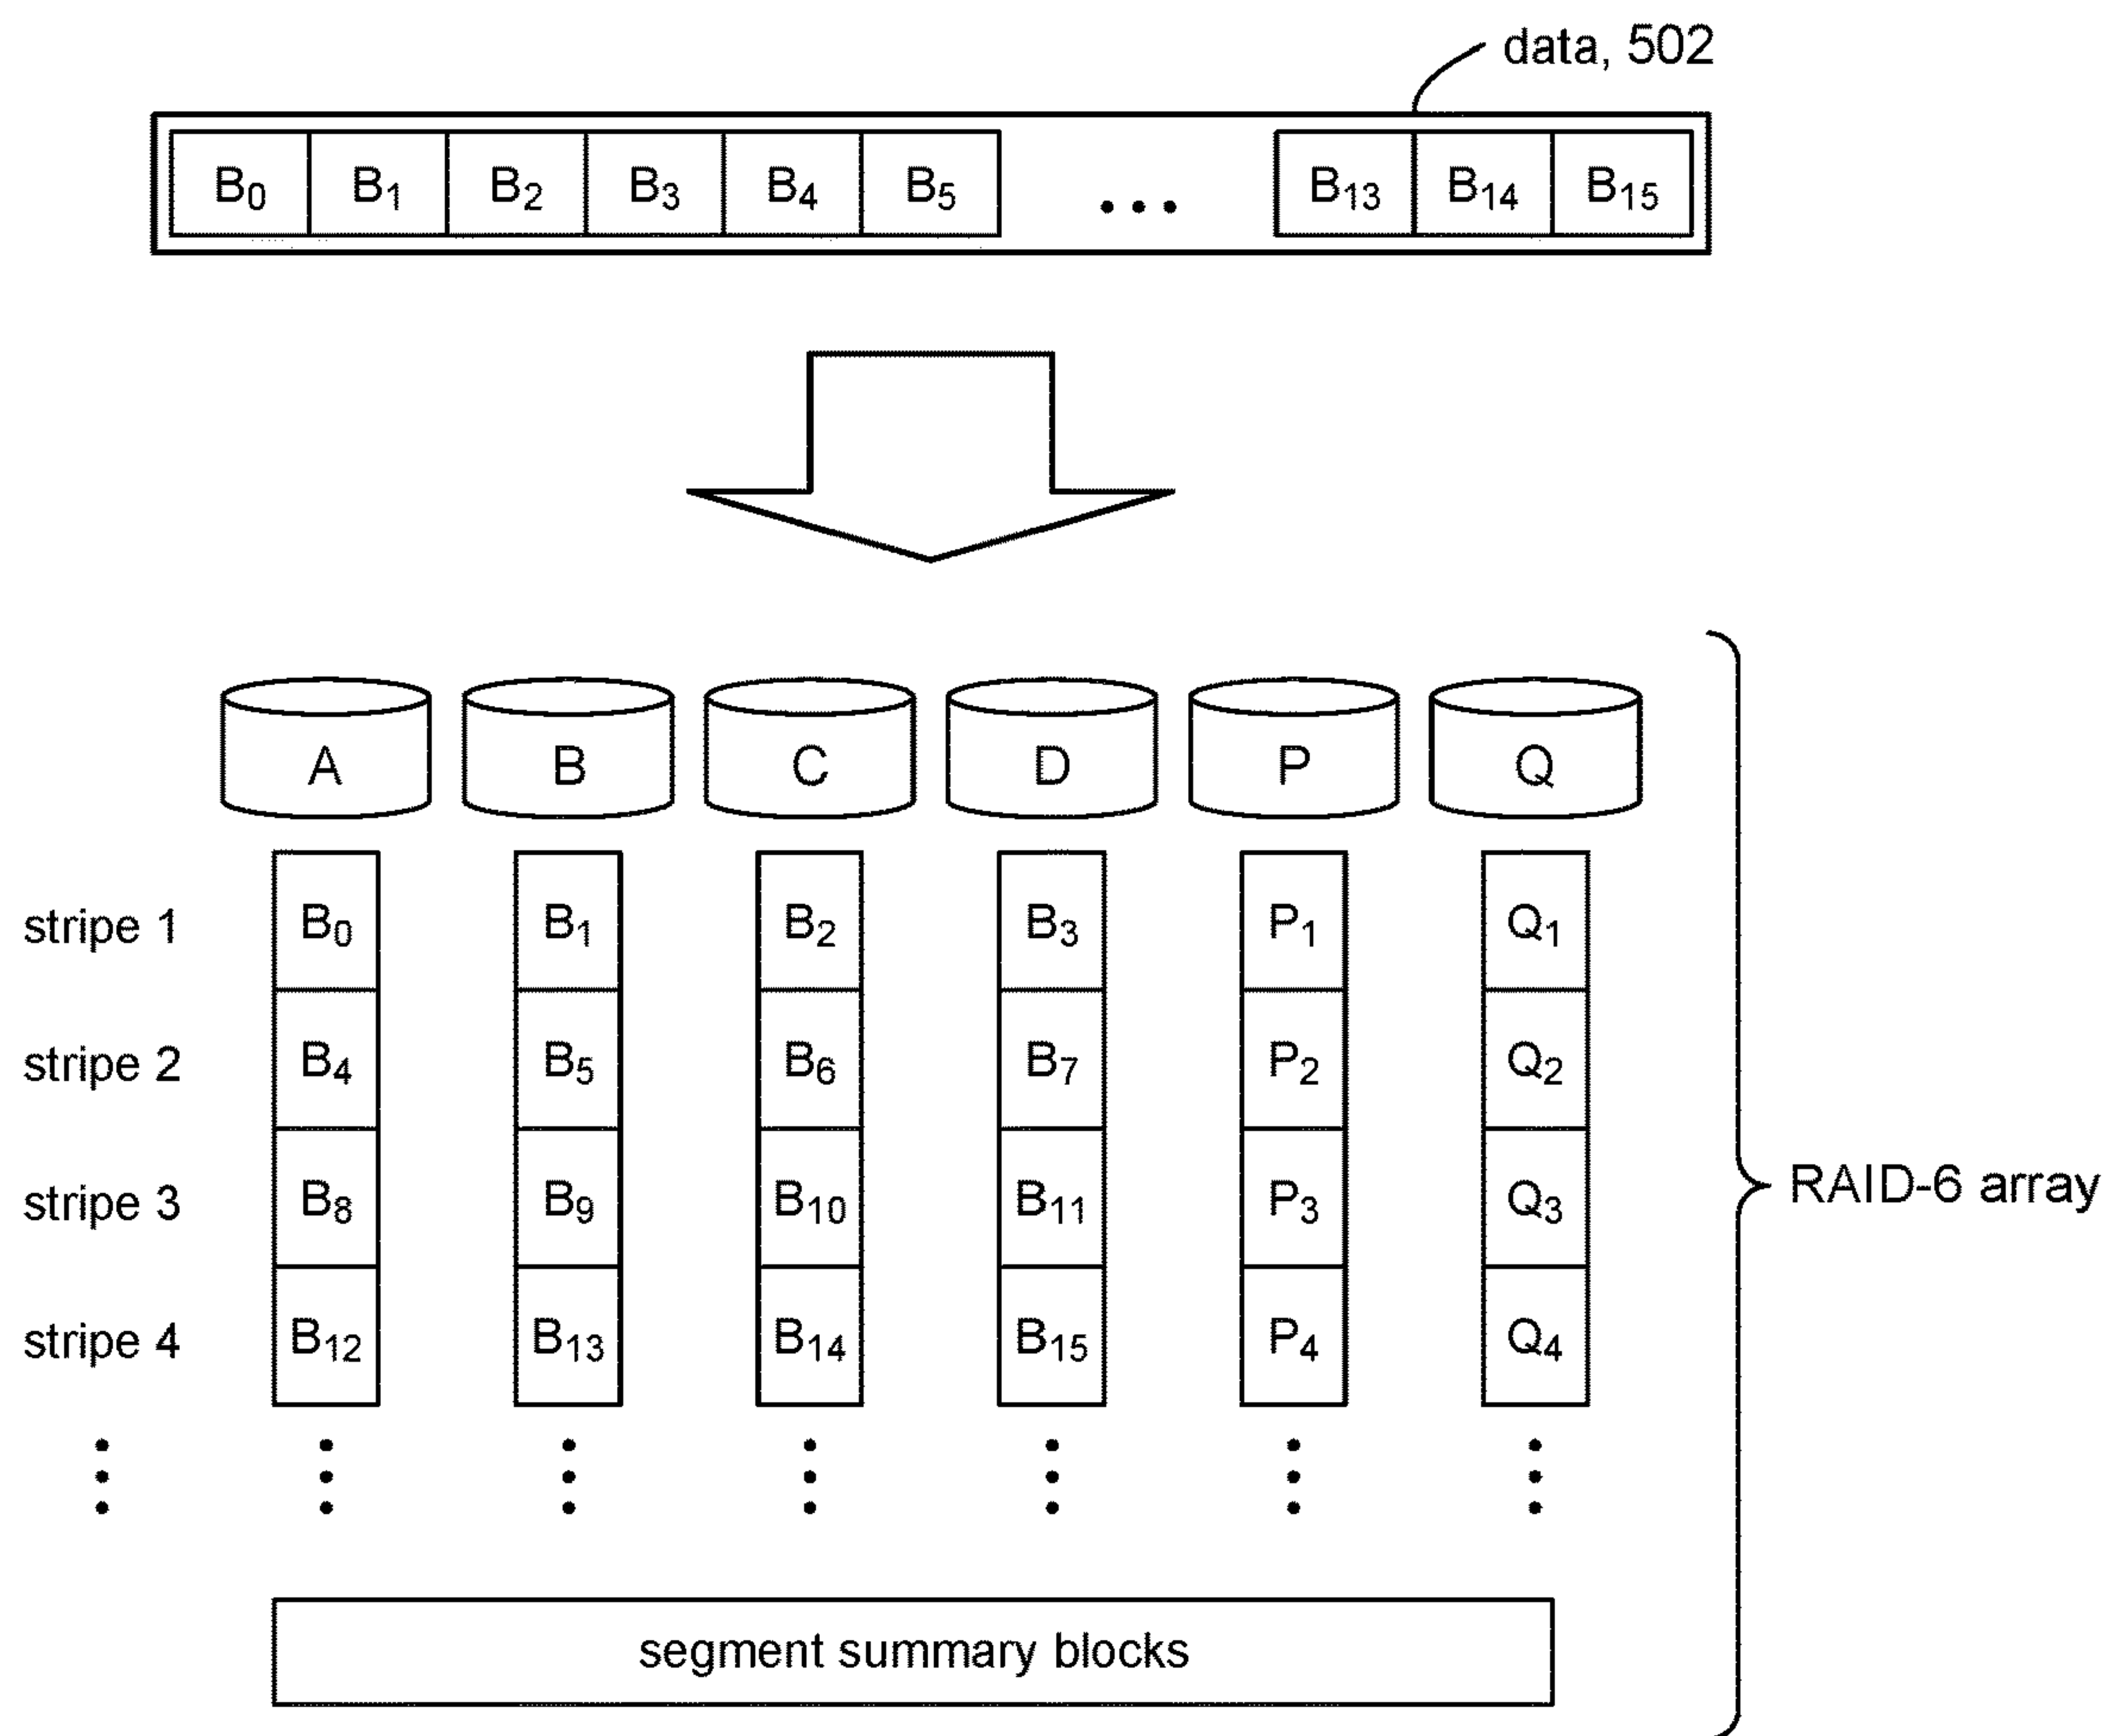 data, 502
B0 B1 B2 B3 B4 B5 ... B13 B14 B15
A B C D P Q
stripe 1 B0 B1 B2 B3 P1 Q1
stripe 2 B4 B5 B6 B7 P2 Q2
stripe 3 B8 B9 B10 B11 P3 Q3
RAID-6 array
stripe 4 B12 B13 B14 B15 P4 Q4
segment summary blocks